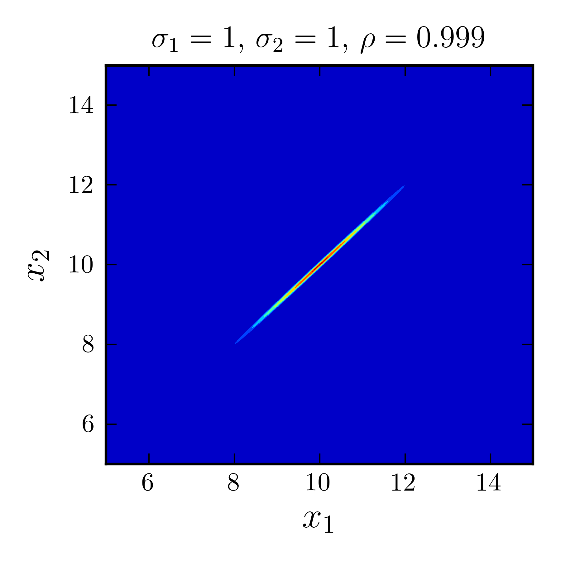 σ₁ = 1, σ₂ = 1, ρ = 0.999
14
12
10
8
6
x₂
6 8 10 12 14
x₁